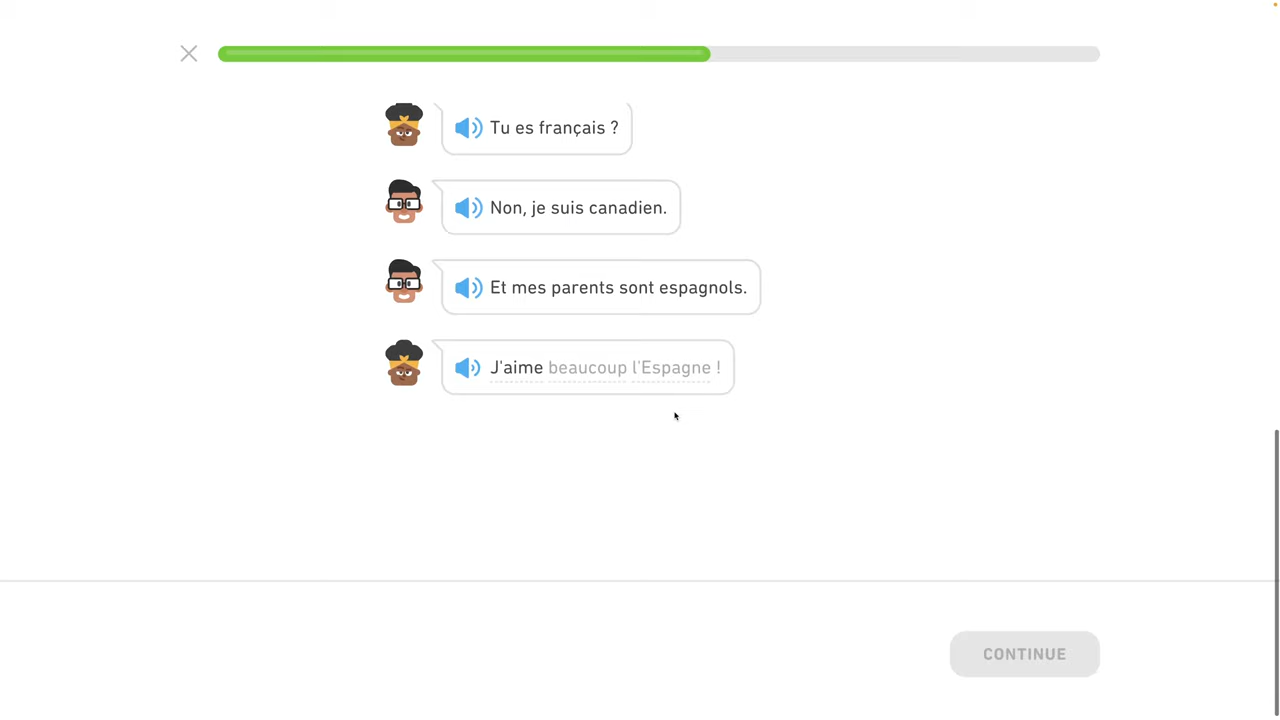 Tu es français ?
Non, je suis canadien.
Et mes parents sont espagnols.
J'aime beaucoup l'Espagne !
CONTINUE